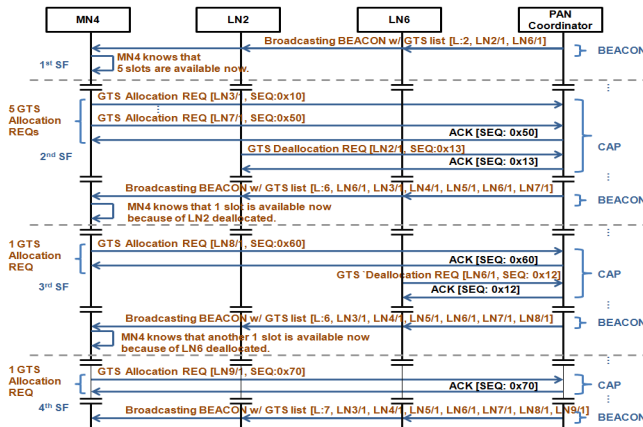 MN4 LN2 LN6 PAN Coordinator
Broadcasting BEACON w/ GTS list [L:2, LN2/1, LN6/1]
BEACON
MN4 knows that
5 slots are available now.
1st SF
GTS Allocation REQ [LN3/1, SEQ:0x10]
5 GTS
Allocation
REQs
GTS Allocation REQ [LN7/1, SEQ:0x50]
ACK [SEQ: 0x50]
CAP
GTS Deallocation REQ [LN2/1, SEQ:0x13]
2nd SF
ACK [SEQ: 0x13]
Broadcasting BEACON w/ GTS list [L:6, LN6/1, LN3/1, LN4/1, LN5/1, LN6/1, LN7/1]
BEACON
MN4 knows that 1 slot is available now
because of LN2 deallocated.
1 GTS
Allocation
REQ
GTS Allocation REQ [LN8/1, SEQ:0x60]
ACK [SEQ: 0x60]
CAP
GTS `Deallocation REQ [LN6/1, SEQ: 0x12]
3rd SF
ACK [SEQ: 0x12]
Broadcasting BEACON w/ GTS list [L:6, LN3/1, LN4/1, LN5/1, LN6/1, LN7/1, LN8/1]
BEACON
MN4 knows that another 1 slot is available now
because of LN6 deallocated.
1 GTS
Allocation
REQ
GTS Allocation REQ [LN9/1, SEQ:0x70]
ACK [SEQ: 0x70]
CAP
4th SF
Broadcasting BEACON w/ GTS list [L:7, LN3/1, LN4/1, LN5/1, LN6/1, LN7/1, LN8/1, LN9/1]
BEACON